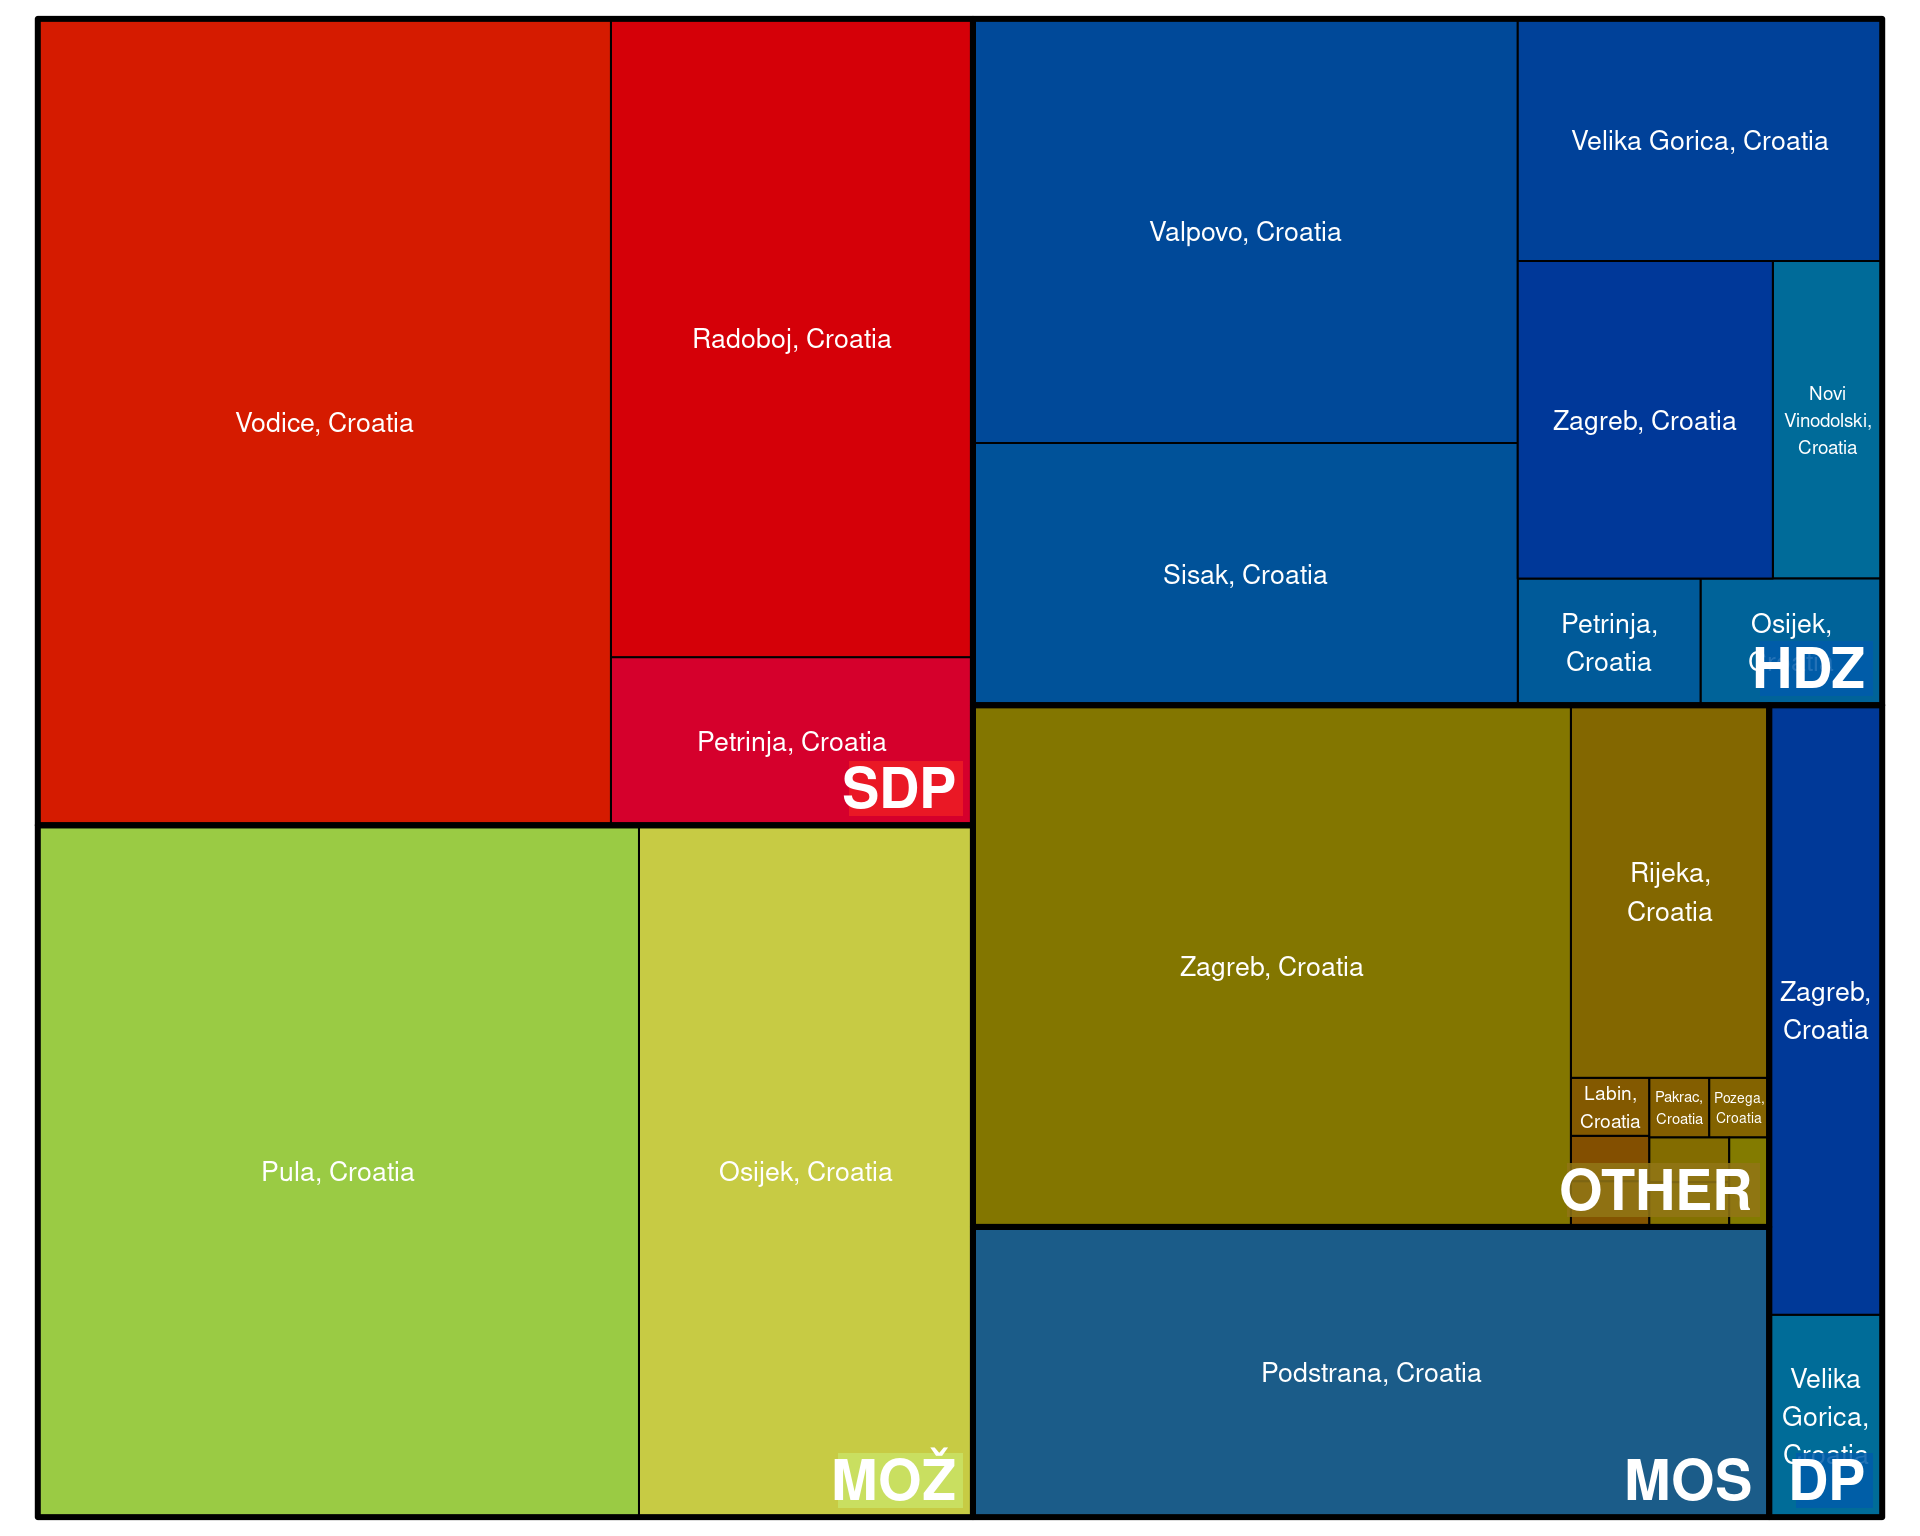 Vodice, Croatia
Radoboj, Croatia
Petrinja, Croatia
SDP
Pula, Croatia
Osijek, Croatia
MOŽ
Valpovo, Croatia
Sisak, Croatia
Velika Gorica, Croatia
Zagreb, Croatia
Novi
Vinodolski,
Croatia
Petrinja,
Croatia
Osijek,
HDZ
Zagreb, Croatia
Rijeka,
Croatia
Labin,
Croatia
Pakrac,
Croatia
Pozega,
Croatia
OTHER
Podstrana, Croatia
MOS
Zagreb,
Croatia
Velika
Gorica,
Croatia
DP